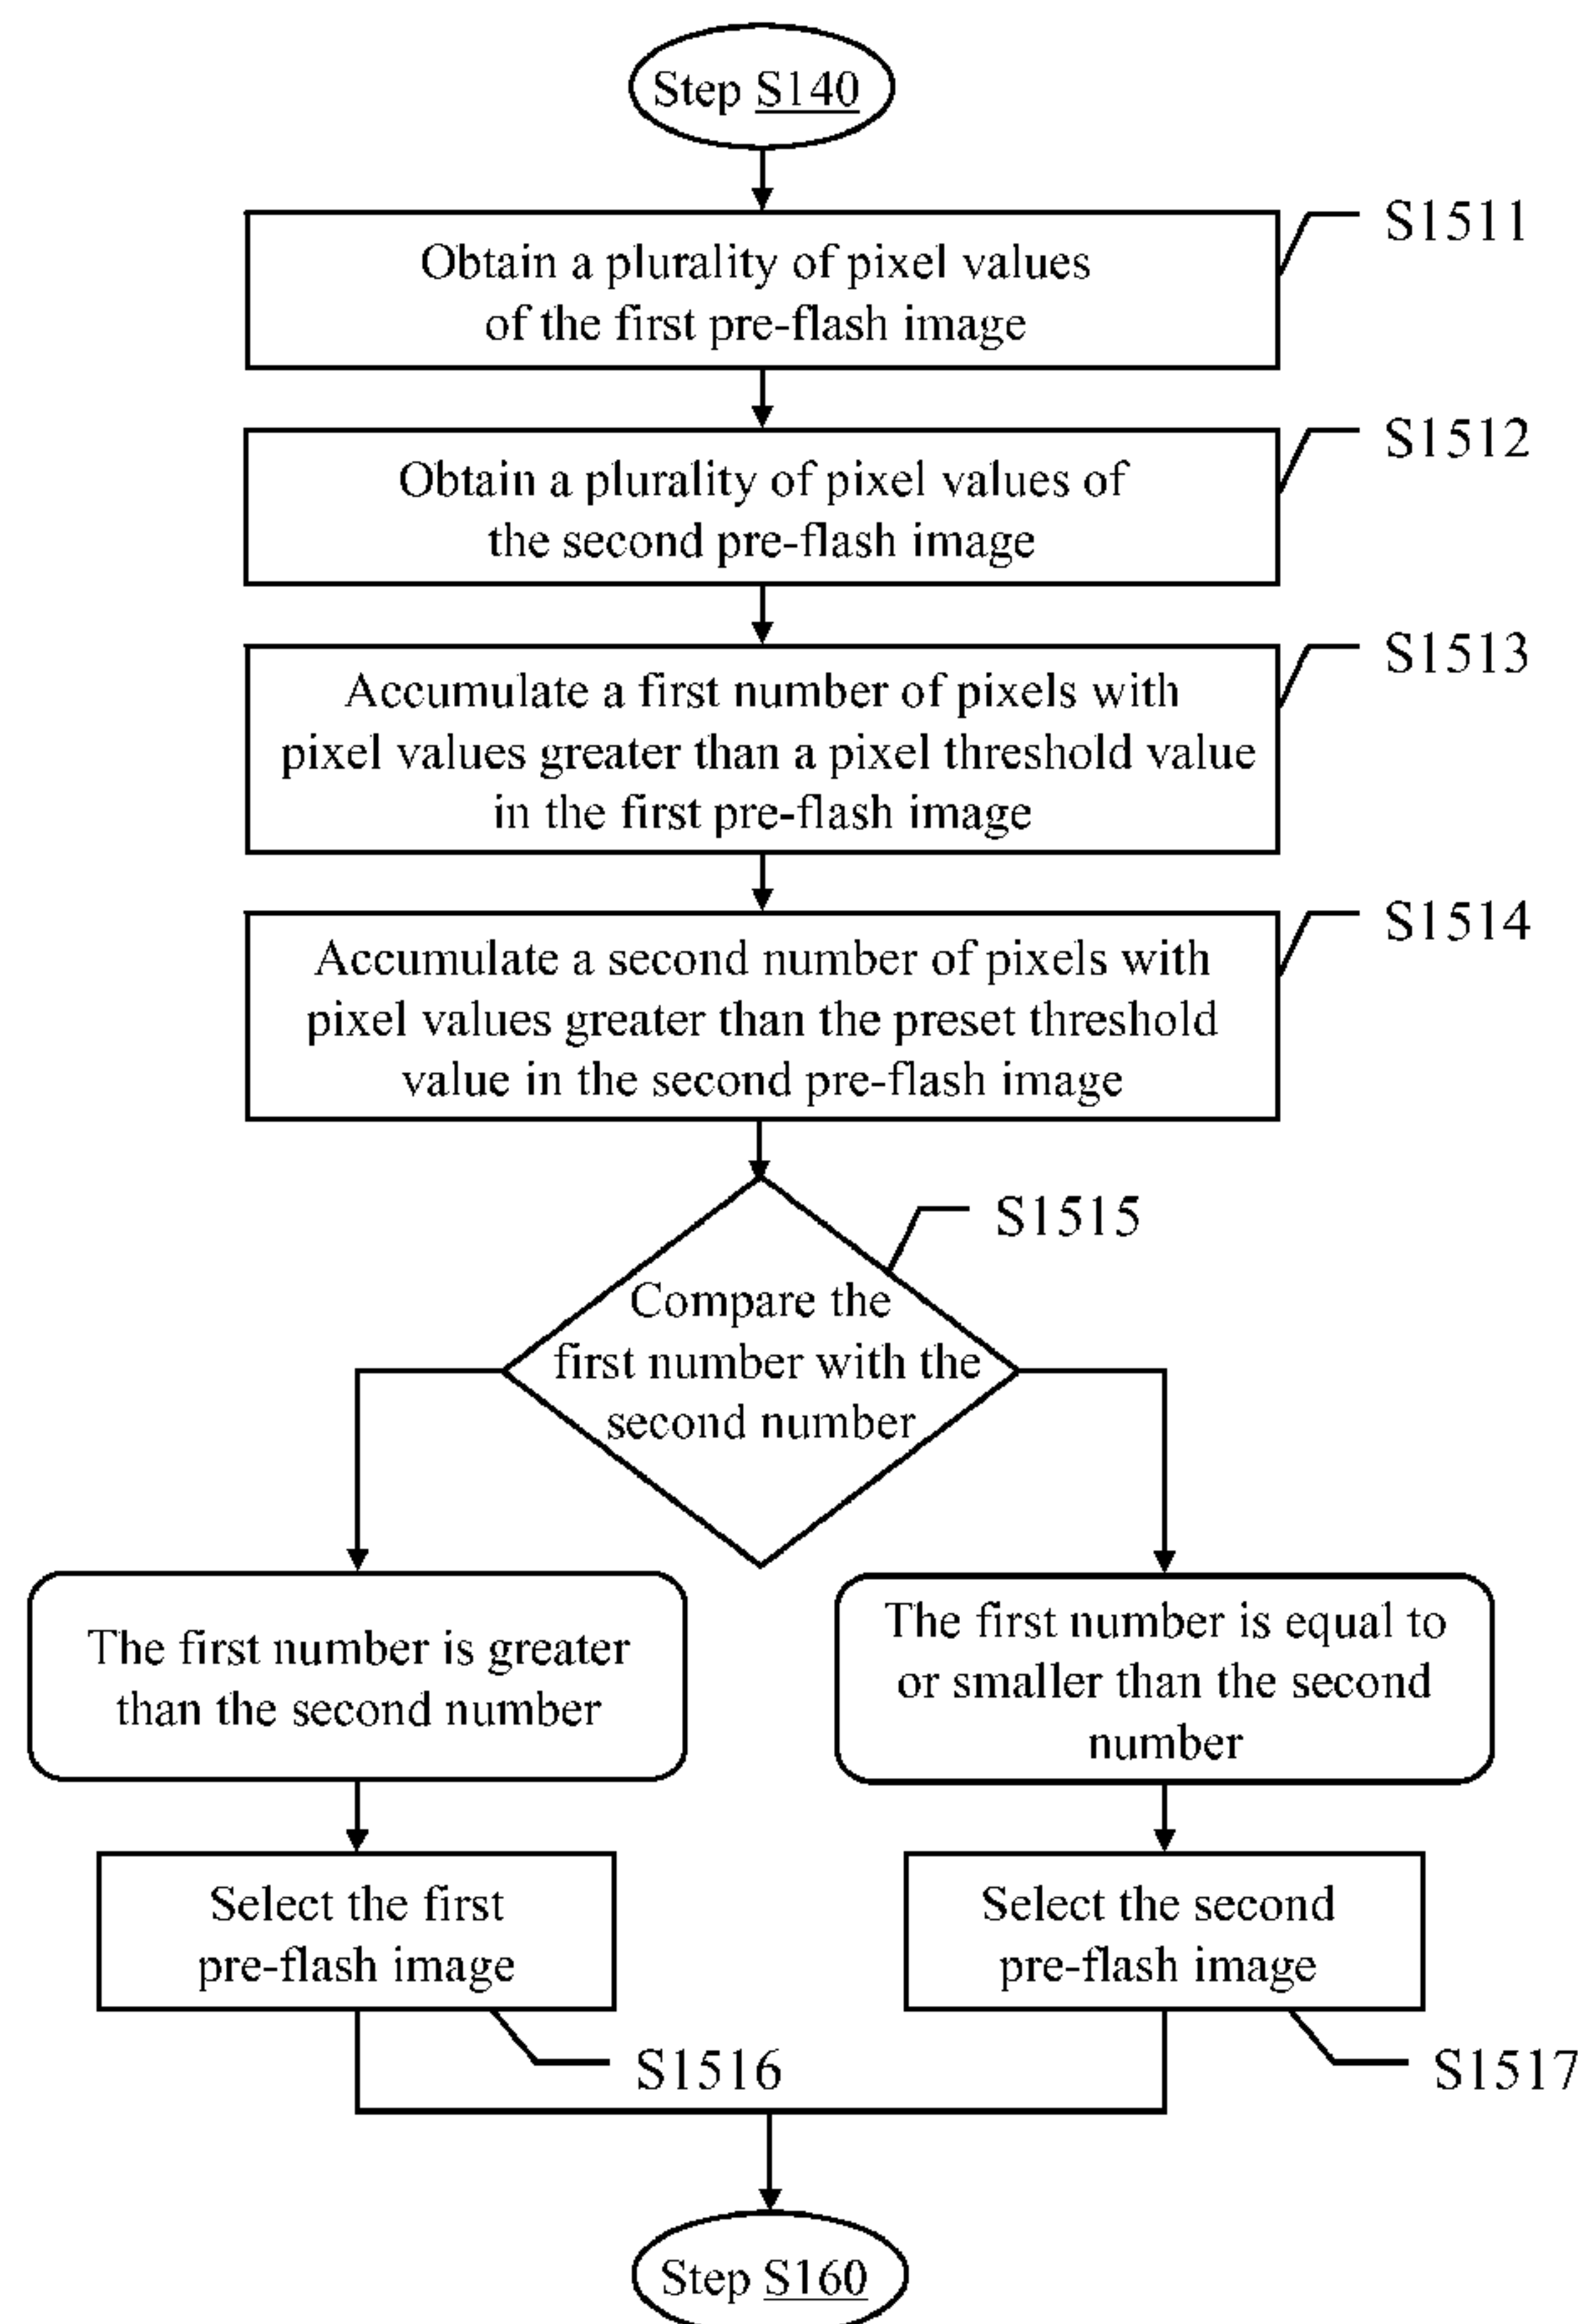 Step S140
S1511
Obtain a plurality of pixel values
of the first pre-flash image
S1512
Obtain a plurality of pixel values of
the second pre-flash image
S1513
Accumulate a first number of pixels with
pixel values greater than a pixel threshold value
in the first pre-flash image
S1514
Accumulate a second number of pixels with
pixel values greater than the preset threshold
value in the second pre-flash image
S1515
Compare the
first number with the
second number
The first number is greater
than the second number
The first number is equal to
or smaller than the second
number
Select the first
pre-flash image
S1516
Select the second
pre-flash image
S1517
Step S160